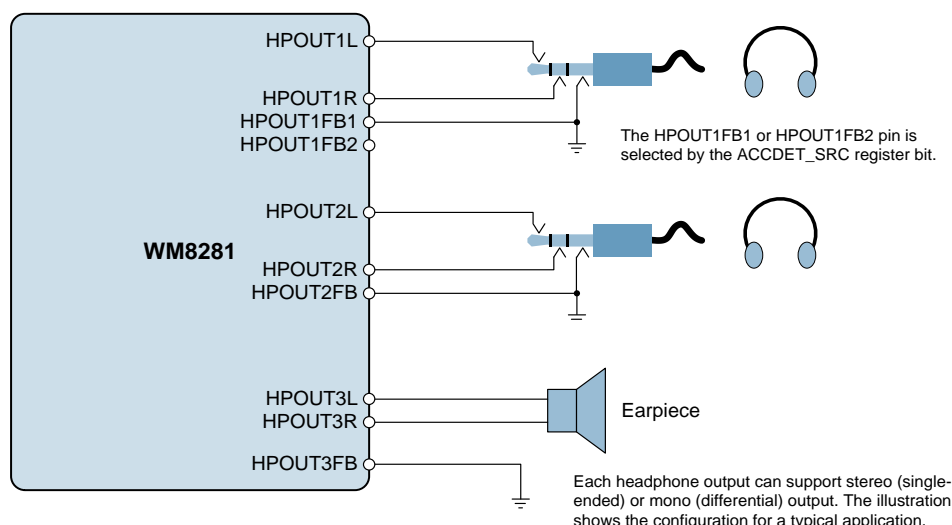 HPOUT1L
HPOUT1R
HPOUT1FB1
HPOUT1FB2
The HPOUT1FB1 or HPOUT1FB2 pin is
selected by the ACCDET_SRC register bit.
HPOUT2L
WM8281
HPOUT2R
HPOUT2FB
HPOUT3L
HPOUT3R
Earpiece
HPOUT3FB
Each headphone output can support stereo (single-
ended) or mono (differential) output. The illustration
shows the configuration for a typical application.